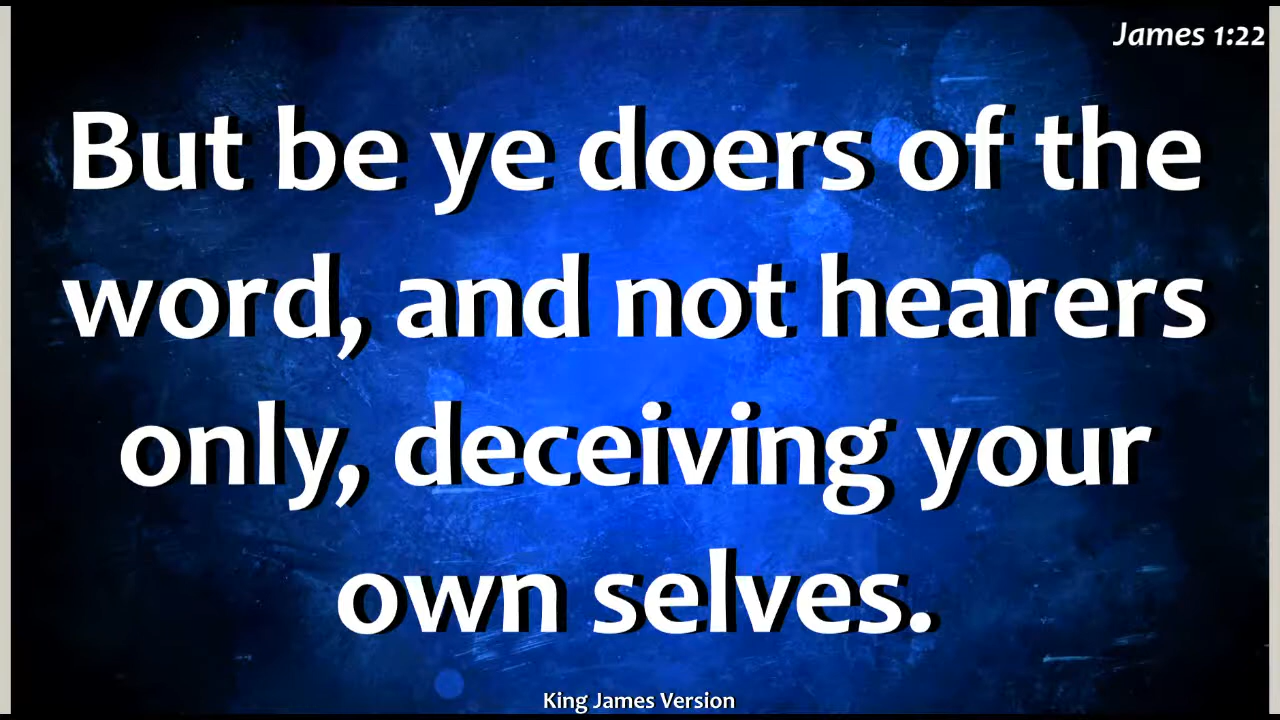 James 1:22
But be ye doers of the
word, and not hearers
only, deceiving your
own selves.
King James Version